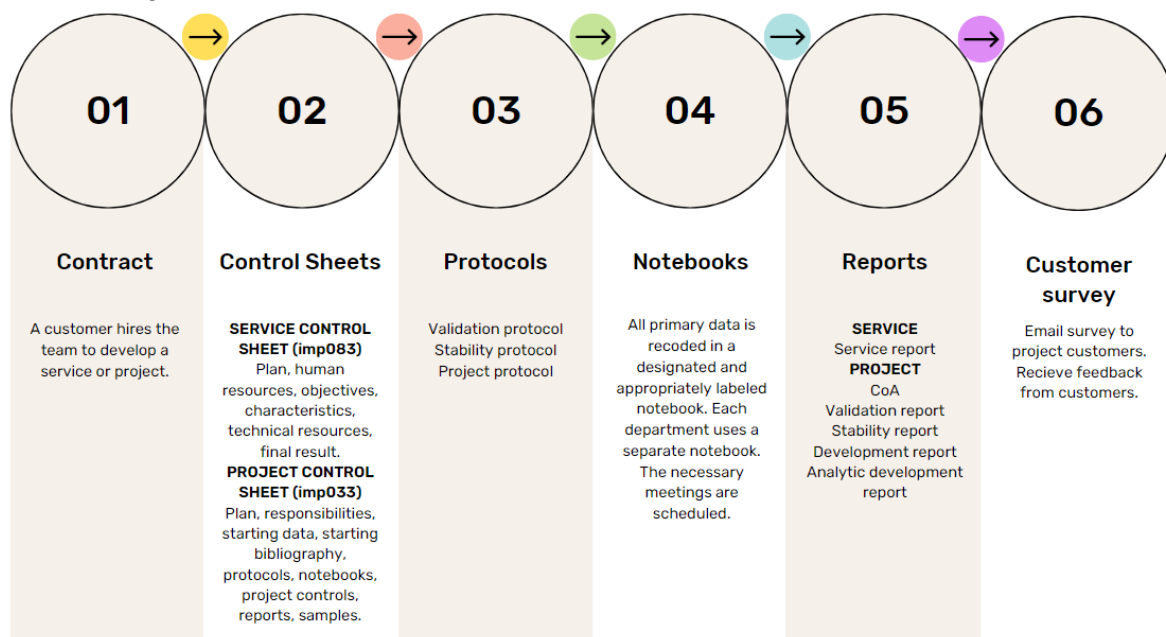 01
02
03
04
05
06
Contract
A customer hires the
team to develop a
service or project.
Control Sheets
SERVICE CONTROL
SHEET (imp083)
Plan, human
resources, objectives,
characteristics,
technical resources,
final result.
PROJECT CONTROL
SHEET (imp033)
Plan, responsibilities,
starting data, starting
bibliography,
protocols, notebooks,
project controls,
reports, samples.
Protocols
Validation protocol
Stability protocol
Project protocol
Notebooks
All primary data is
recoded in a
designated and
appropriately labeled
notebook. Each
department uses a
separate notebook.
The necessary
meetings are
scheduled.
Reports
SERVICE
Service report
PROJECT
CoA
Validation report
Stability report
Development report
Analytic development
report
Customer
survey
Email survey to
project customers.
Recieve feedback
from customers.